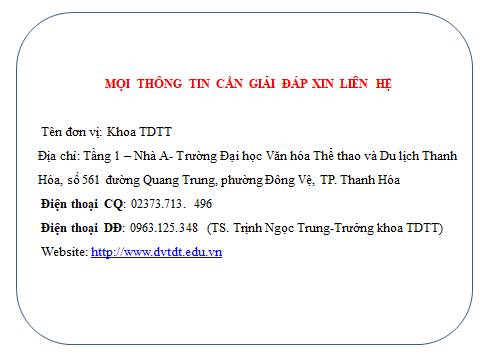 MỌI THÔNG TIN CẦN GIẢI ĐÁP XIN LIÊN HỆ
Tên đơn vị: Khoa TDTT
Địa chỉ: Tầng 1 – Nhà A- Trường Đại học Văn hóa Thể thao và Du lịch Thanh
Hóa, số 561 đường Quang Trung, phường Đông Vệ, TP. Thanh Hóa
Điện thoại CQ: 02373.713. 496
Điện thoại DĐ: 0963.125.348 (TS. Trịnh Ngọc Trung-Trưởng khoa TDTT)
Website: http://www.dvtdt.edu.vn